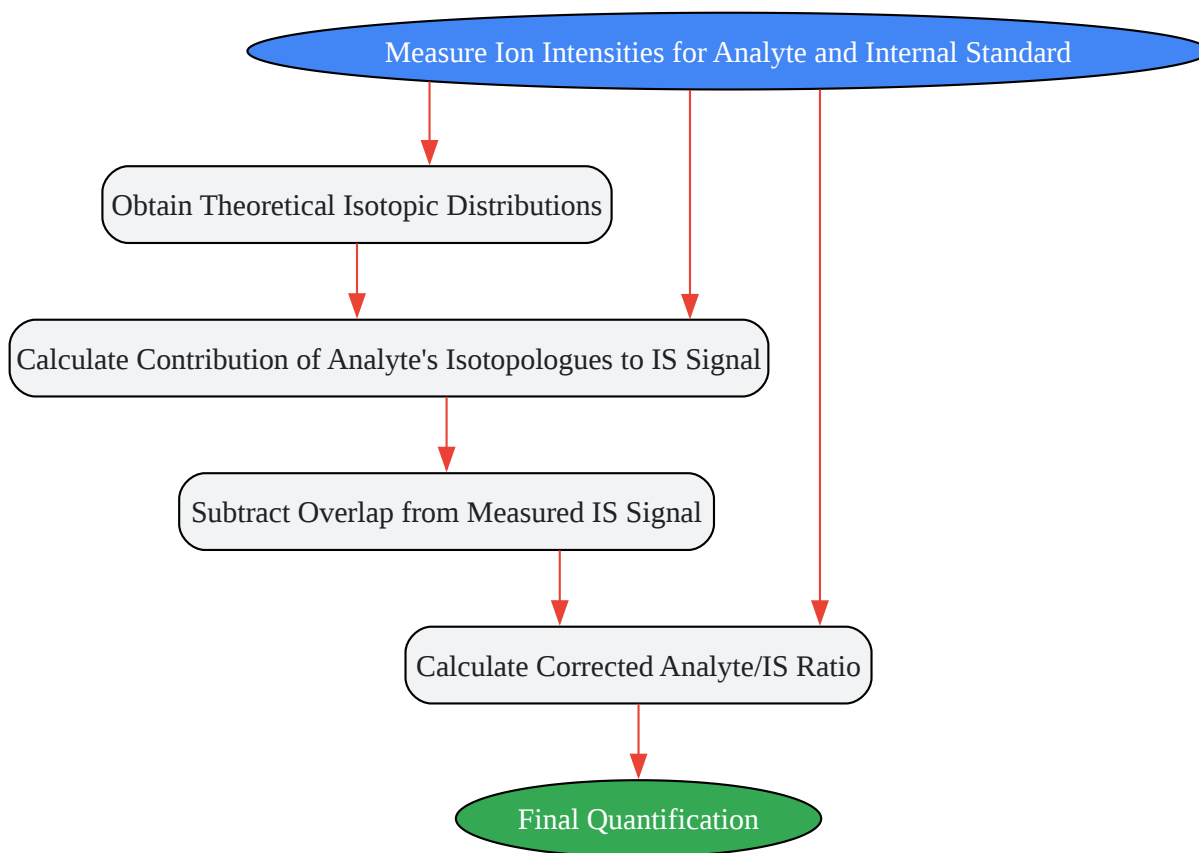 Measure Ion Intensities for Analyte and Internal Standard
Obtain Theoretical Isotopic Distributions
Calculate Contribution of Analyte's Isotopologues to IS Signal
Subtract Overlap from Measured IS Signal
Calculate Corrected Analyte/IS Ratio
Final Quantification